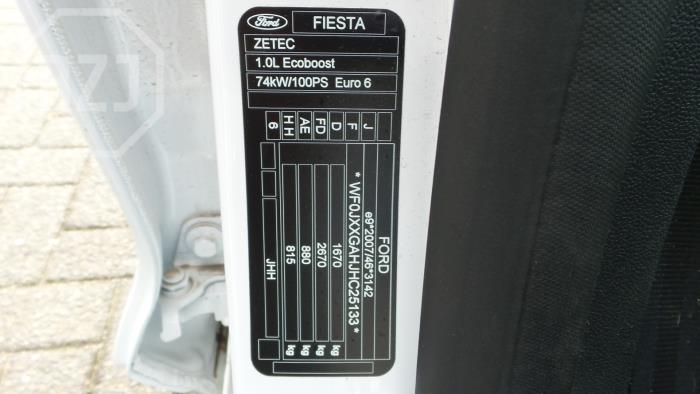 Ford FIESTA
ZETEC
1.0L Ecoboost
74kW/100PS Euro 6
FORD
e9*2007/46*3142
* WF0JXXGAHJHC25133 *
J
F
D 1670 kg
FD 2670 kg
AE 880 kg
HH 815 kg
6 JHH
ZJ